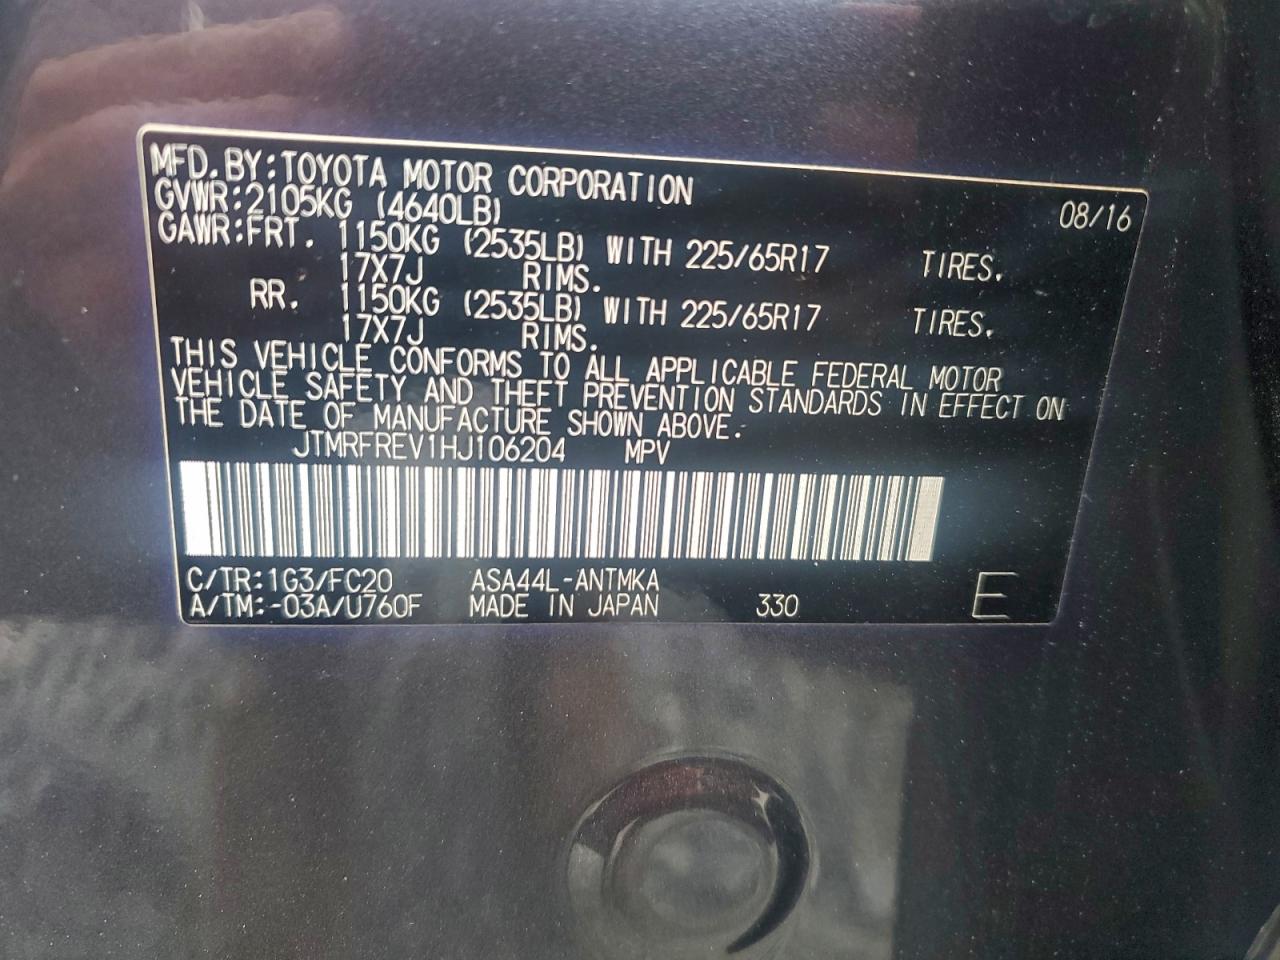 MFD. BY: TOYOTA MOTOR CORPORATION 08/16
GVWR: 2105KG (4640LB)
GAWR: FRT. 1150KG (2535LB) WITH 225/65R17 TIRES.
17X7J RIMS.
RR. 1150KG (2535LB) WITH 225/65R17 TIRES.
17X7J RIMS.
THIS VEHICLE CONFORMS TO ALL APPLICABLE FEDERAL MOTOR
VEHICLE SAFETY AND THEFT PREVENTION STANDARDS IN EFFECT ON
THE DATE OF MANUFACTURE SHOWN ABOVE.
JTMRFREV1HJ106204 MPV
C/TR: 1G3/FC20 ASA44L-ANTMKA
A/TM: -03A/U760F MADE IN JAPAN 330 E